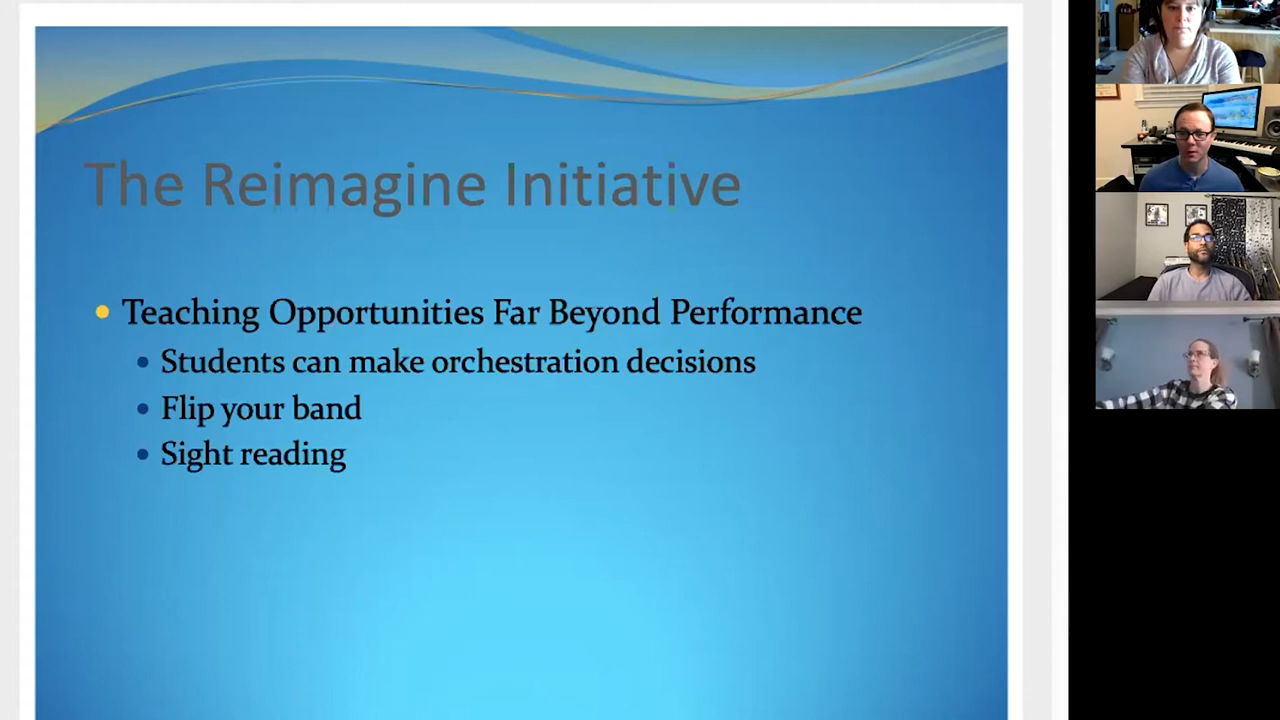 The Reimagine Initiative
Teaching Opportunities Far Beyond Performance
Students can make orchestration decisions
Flip your band
Sight reading